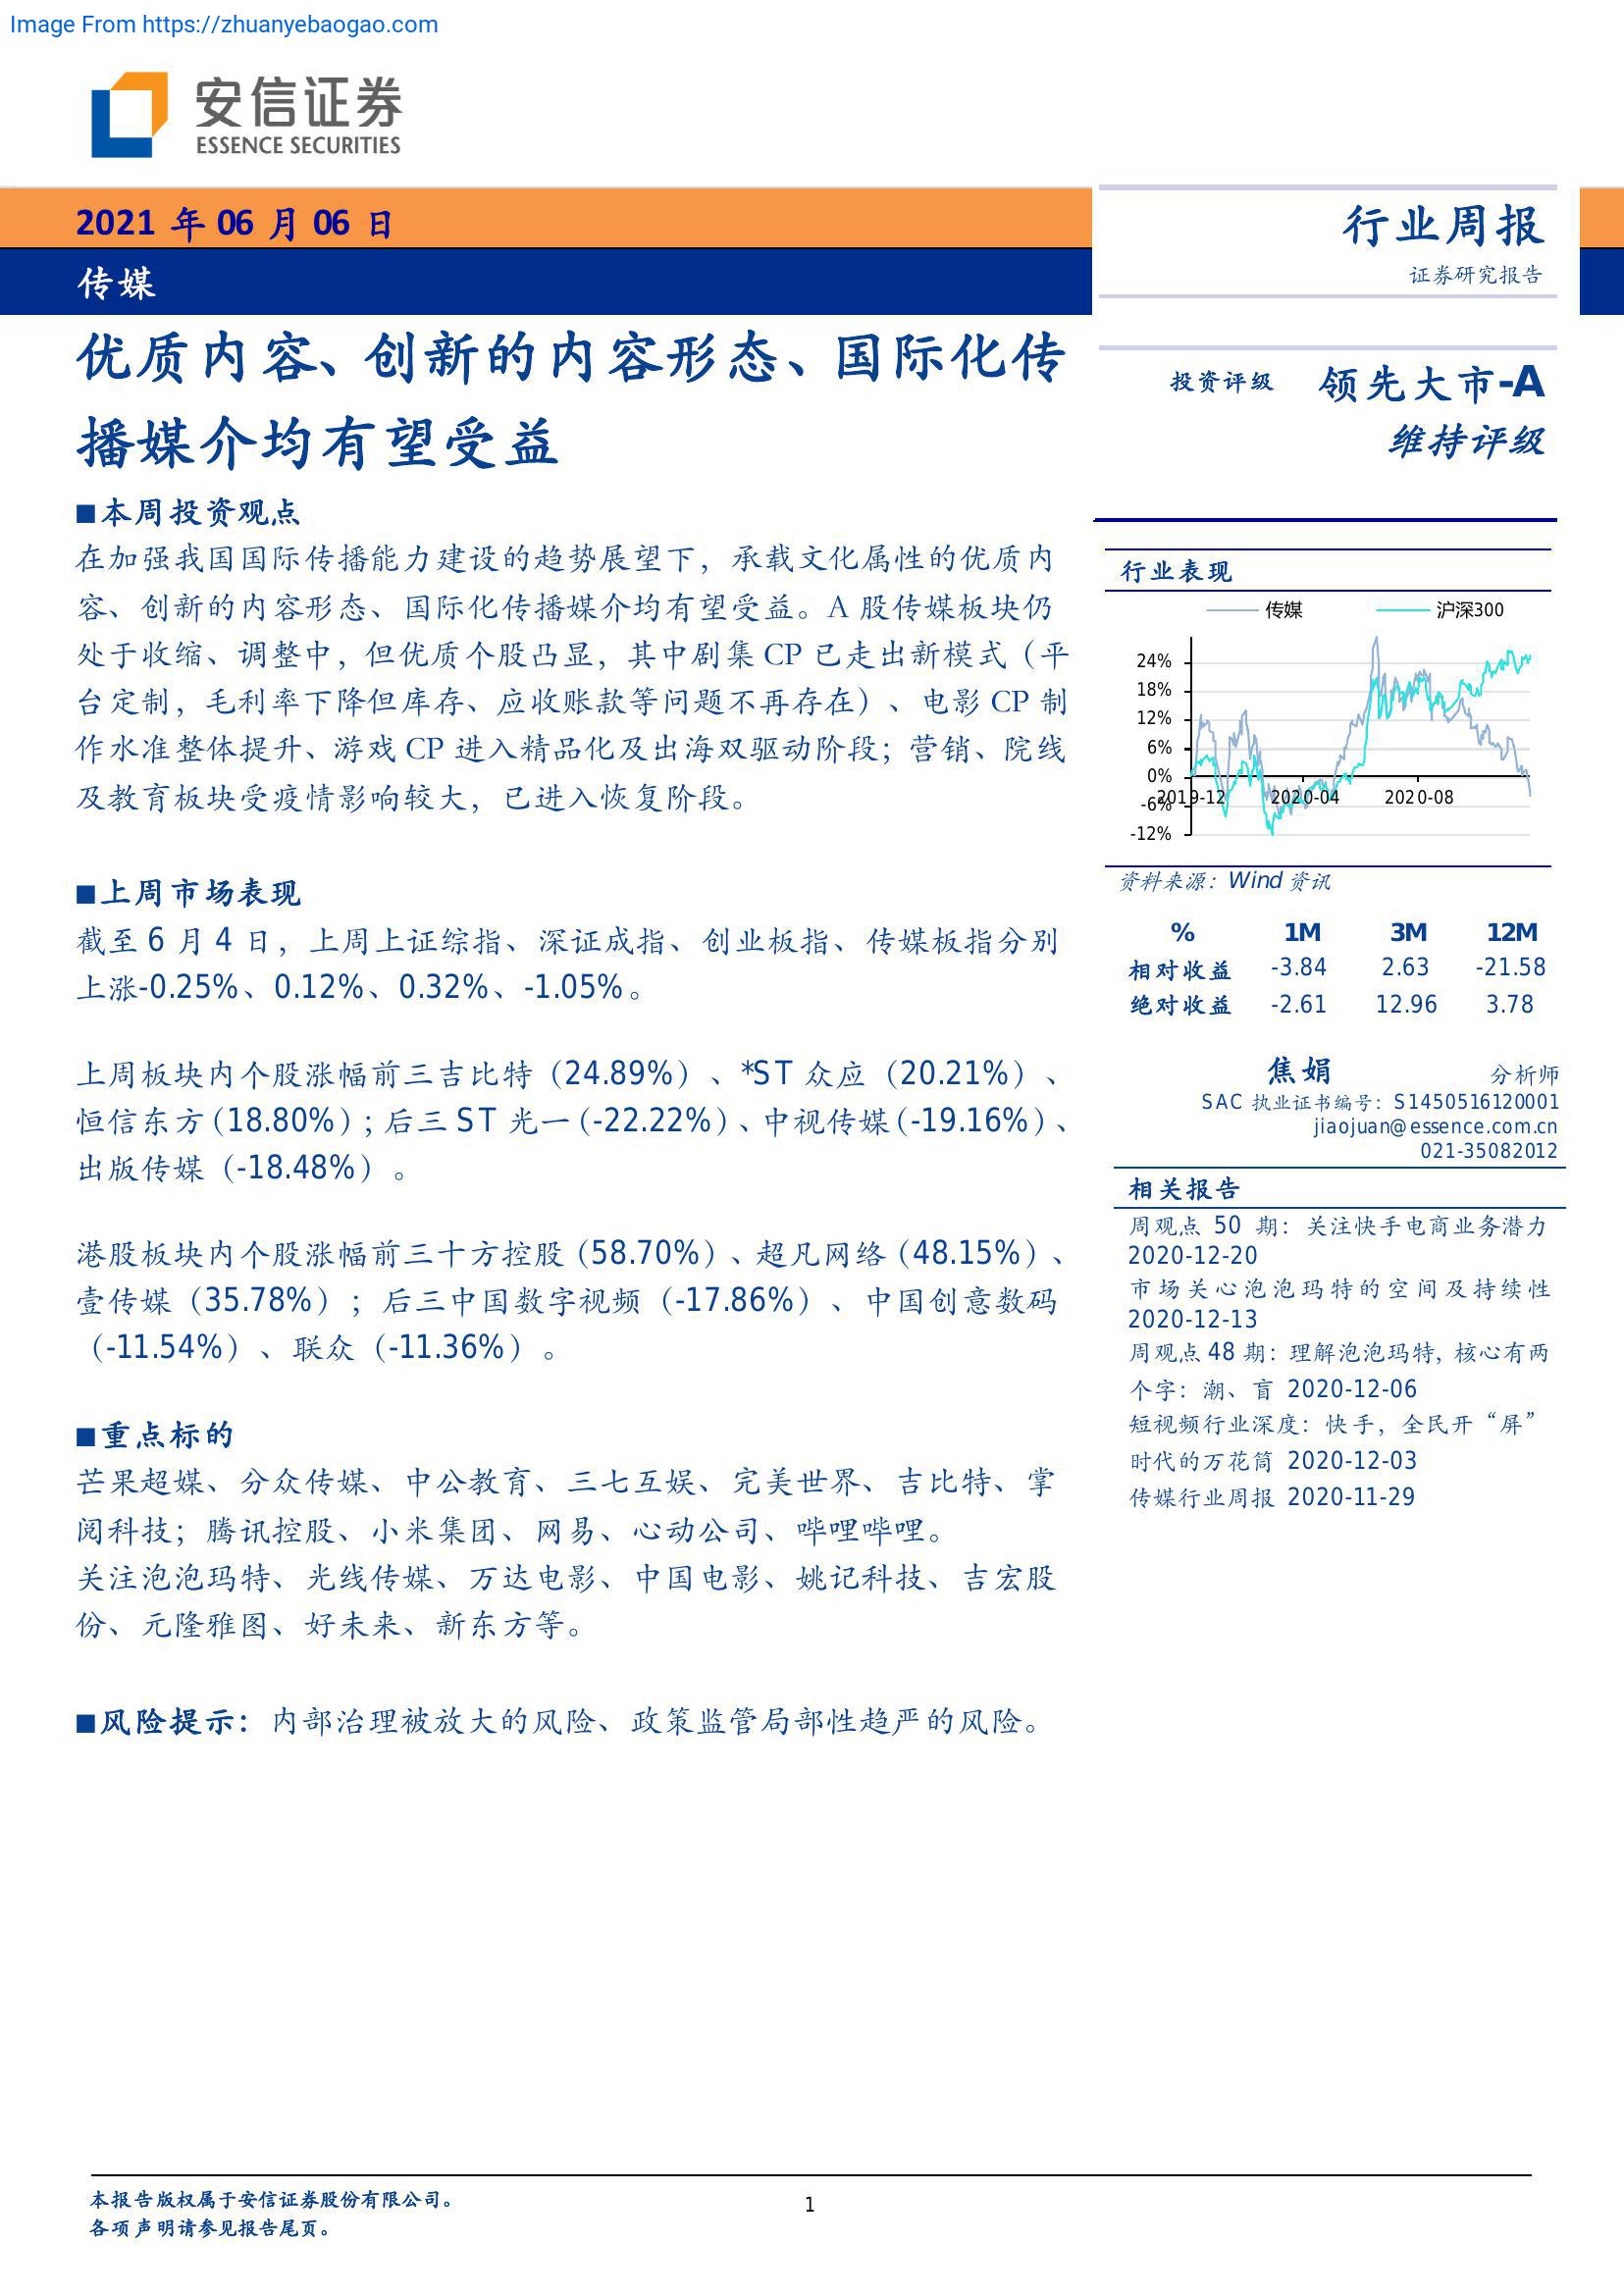 Image From https://zhuanyebaogao.com
安信证券
ESSENCE SECURITIES
2021 年 06 月 06 日
传媒
优质内容、创新的内容形态、国际化传
播媒介均有望受益
■本周投资观点
在加强我国国际传播能力建设的趋势展望下，承载文化属性的优质内
容、创新的内容形态、国际化传播媒介均有望受益。A 股传媒板块仍
处于收缩、调整中，但优质个股凸显，其中剧集 CP 已走出新模式（平
台定制，毛利率下降但库存、应收账款等问题不再存在）、电影 CP 制
作水准整体提升、游戏 CP 进入精品化及出海双驱动阶段；营销、院线
及教育板块受疫情影响较大，已进入恢复阶段。
■上周市场表现
截至 6 月 4 日，上周上证综指、深证成指、创业板指、传媒板指分别
上涨-0.25%、0.12%、0.32%、-1.05%。
上周板块内个股涨幅前三吉比特（24.89%）、*ST 众应（20.21%）、
恒信东方（18.80%）；后三 ST 光一（-22.22%）、中视传媒（-19.16%）、
出版传媒（-18.48%）。
港股板块内个股涨幅前三十方控股（58.70%）、超凡网络（48.15%）、
壹传媒（35.78%）；后三中国数字视频（-17.86%）、中国创意数码
（-11.54%）、联众（-11.36%）。
■重点标的
芒果超媒、分众传媒、中公教育、三七互娱、完美世界、吉比特、掌
阅科技；腾讯控股、小米集团、网易、心动公司、哔哩哔哩。
关注泡泡玛特、光线传媒、万达电影、中国电影、姚记科技、吉宏股
份、元隆雅图、好未来、新东方等。
■风险提示：内部治理被放大的风险、政策监管局部性趋严的风险。
行业周报
证券研究报告
投资评级 领先大市-A
维持评级
行业表现
传媒 沪深300
24%
18%
12%
6%
0%
-6%
-12%
2019-12 2020-04 2020-08
资料来源：Wind 资讯
% 1M 3M 12M
相对收益 -3.84 2.63 -21.58
绝对收益 -2.61 12.96 3.78
焦娟 分析师
SAC 执业证书编号：S1450516120001
jiaojuan@essence.com.cn
021-35082012
相关报告
周观点 50 期：关注快手电商业务潜力
2020-12-20
市场关心泡泡玛特的空间及持续性
2020-12-13
周观点 48 期：理解泡泡玛特，核心有两
个字：潮、盲 2020-12-06
短视频行业深度：快手，全民开“屏”
时代的万花筒 2020-12-03
传媒行业周报 2020-11-29
本报告版权属于安信证券股份有限公司。
各项声明请参见报告尾页。
1